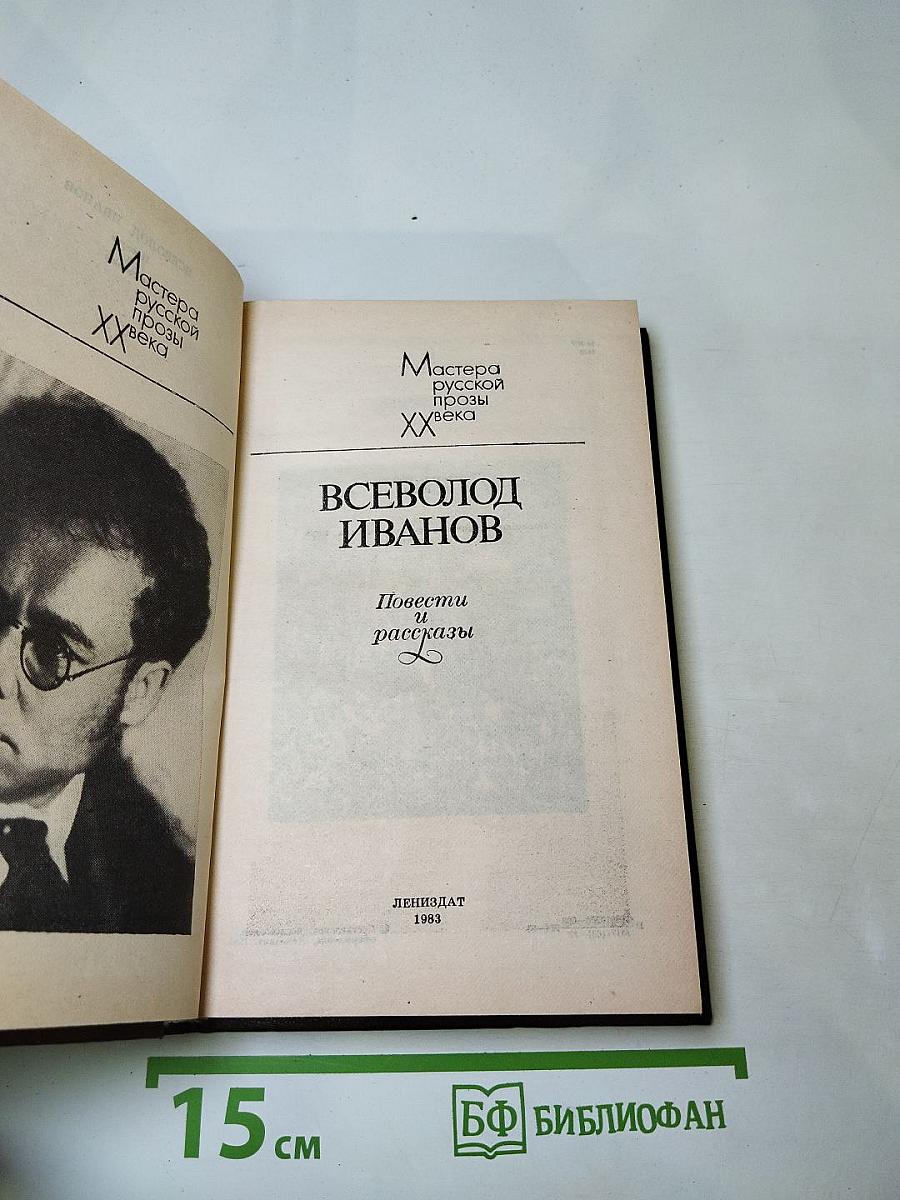 Мастера
русской
прозы
XX века
Мастера
русской
прозы
XX века
ВСЕВОЛОД
ИВАНОВ
Повести
и
рассказы
ЛЕНИЗДАТ
1983
15 см
БФ БИБЛИОФАН